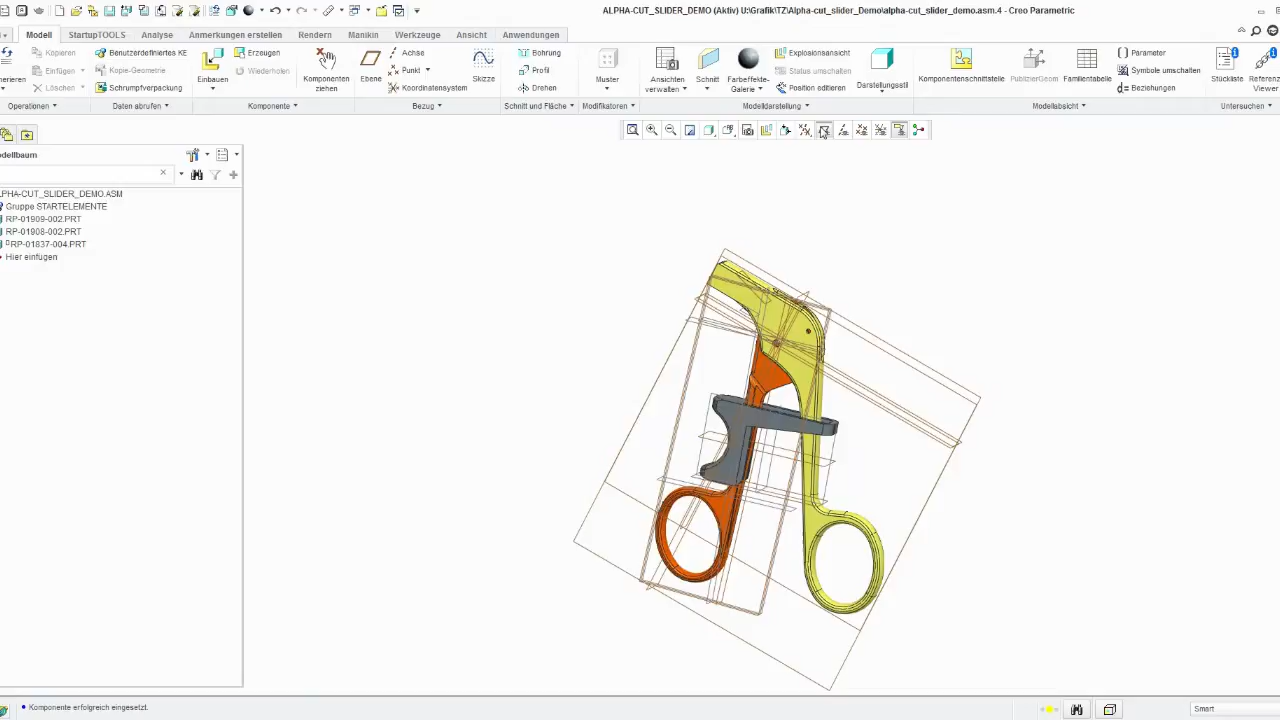 ALPHA-CUT_SLIDER_DEMO (Aktiv) U:\Grafik\TZ\Alpha-cut_slider_Demo\alpha-cut_slider_demo.asm.4 - Creo Parametric
Modell StartupTOOLS Analyse Anmerkungen erstellen Rendern Manikin Werkzeuge Ansicht Anwendungen
Kopieren
Einfügen
Löschen
Operationen
Benutzerdefiniertes KE
Kopie-Geometrie
Schrumpfverpackung
Daten abrufen
Einbauen
Erzeugen
Wiederholen
Komponenten ziehen
Komponente
Ebene
Achse
Punkt
Koordinatensystem
Skizze
Bezug
Bohrung
Profil
Drehen
Schnitt und Fläche
Muster
Modifikatoren
Ansichten verwalten
Schnitt
Farbeffekte-Galerie
Explosionsansicht
Status umschalten
Position editieren
Darstellungsstil
Modelldarstellung
Komponentenschnittstelle
PublizierGeom
Familientabelle
Parameter
Symbole umschalten
d= Beziehungen
Modellabsicht
Stückliste
Referenz-Viewer
Untersuchen
odellbaum
LPHA-CUT_SLIDER_DEMO.ASM
Gruppe STARTELEMENTE
RP-01909-002.PRT
RP-01908-002.PRT
RP-01837-004.PRT
Hier einfügen
Komponente erfolgreich eingesetzt.
Smart